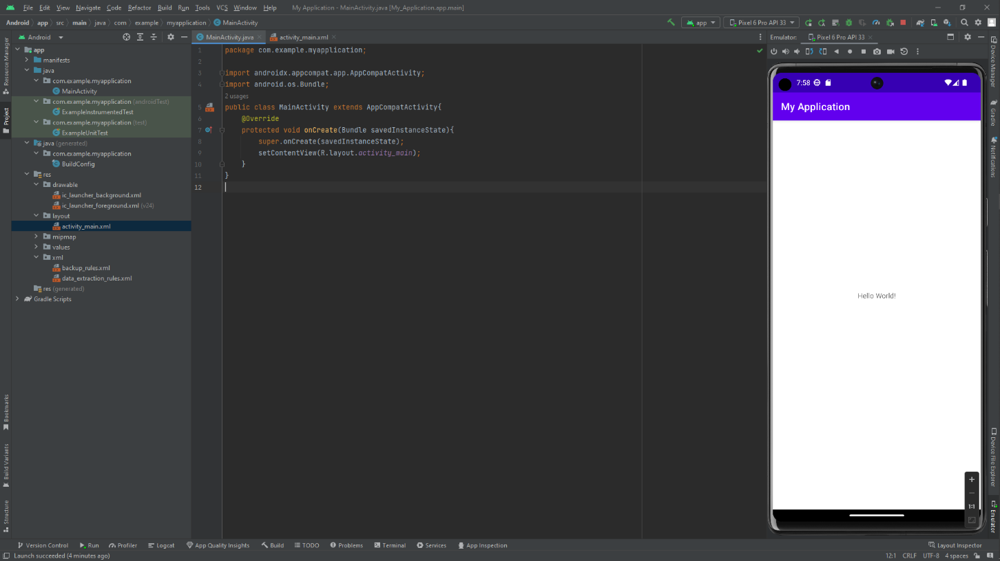 File Edit View Navigate Code Refactor Build Run Tools VCS Window Help My Application - MainActivity.java [My_Application.app.main]
Android app src main java com example myapplication MainActivity app Pixel 6 Pro API 33
Android MainActivity.java activity_main.xml Emulator: Pixel 6 Pro API 33
Resource Manager
Project
Bookmarks
Build Variants
Structure
app
manifests
java
com.example.myapplication
MainActivity
com.example.myapplication (androidTest)
ExampleInstrumentedTest
com.example.myapplication (test)
ExampleUnitTest
java (generated)
com.example.myapplication
BuildConfig
res
drawable
ic_launcher_background.xml
ic_launcher_foreground.xml (v24)
layout
activity_main.xml
mipmap
values
xml
backup_rules.xml
data_extraction_rules.xml
res (generated)
Gradle Scripts
1 package com.example.myapplication;
2
3 import androidx.appcompat.app.AppCompatActivity;
4 import android.os.Bundle;
2 usages
5 public class MainActivity extends AppCompatActivity{
6 @Override
7 protected void onCreate(Bundle savedInstanceState){
8 super.onCreate(savedInstanceState);
9 setContentView(R.layout.activity_main);
10 }
11 }
12
7:58
My Application
Hello World!
1:1
Device Manager
Gradle
Notifications
Device File Explorer
Emulator
Version Control Run Profiler Logcat App Quality Insights Build TODO Problems Terminal Services App Inspection Layout Inspector
Launch succeeded (4 minutes ago) 12:1 CRLF UTF-8 4 spaces